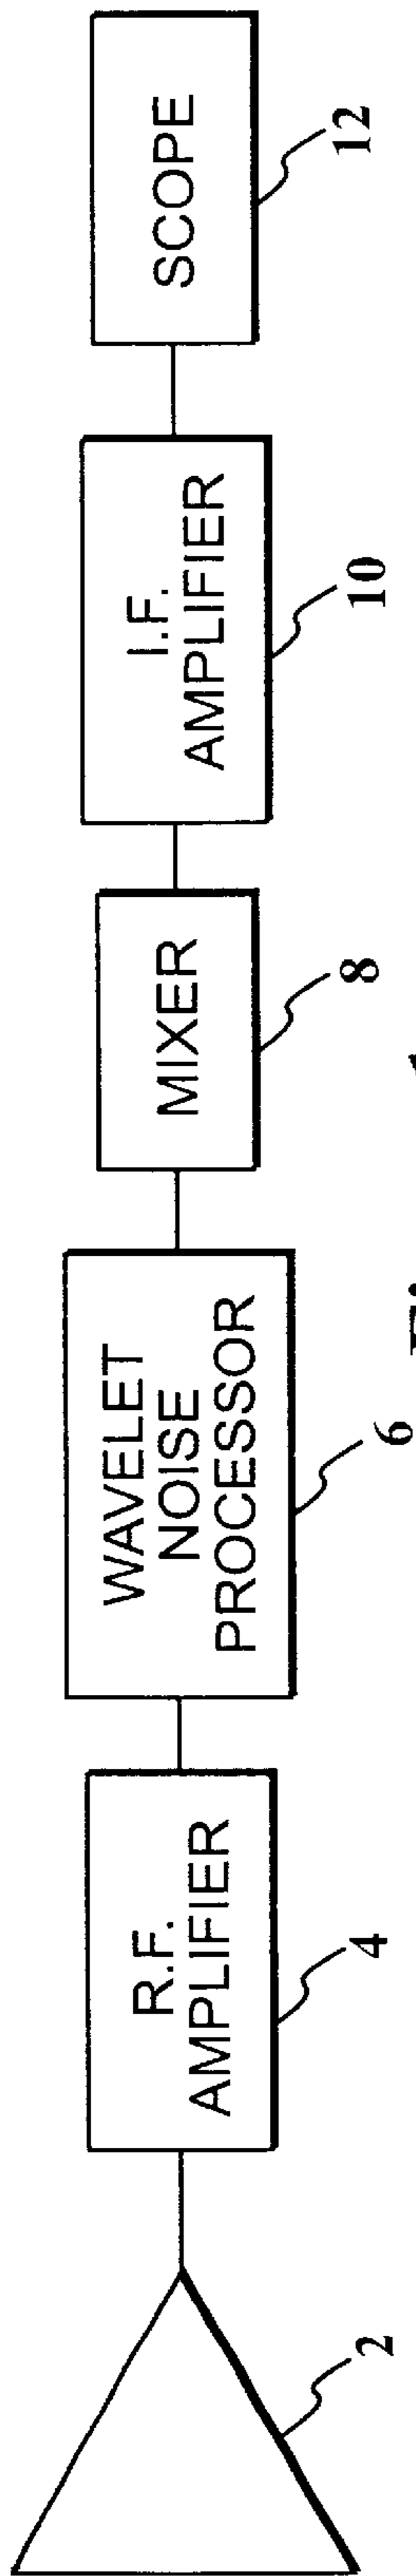 2
R.F.
AMPLIFIER
4
WAVELET
NOISE
PROCESSOR
6
MIXER
8
I.F.
AMPLIFIER
10
SCOPE
12